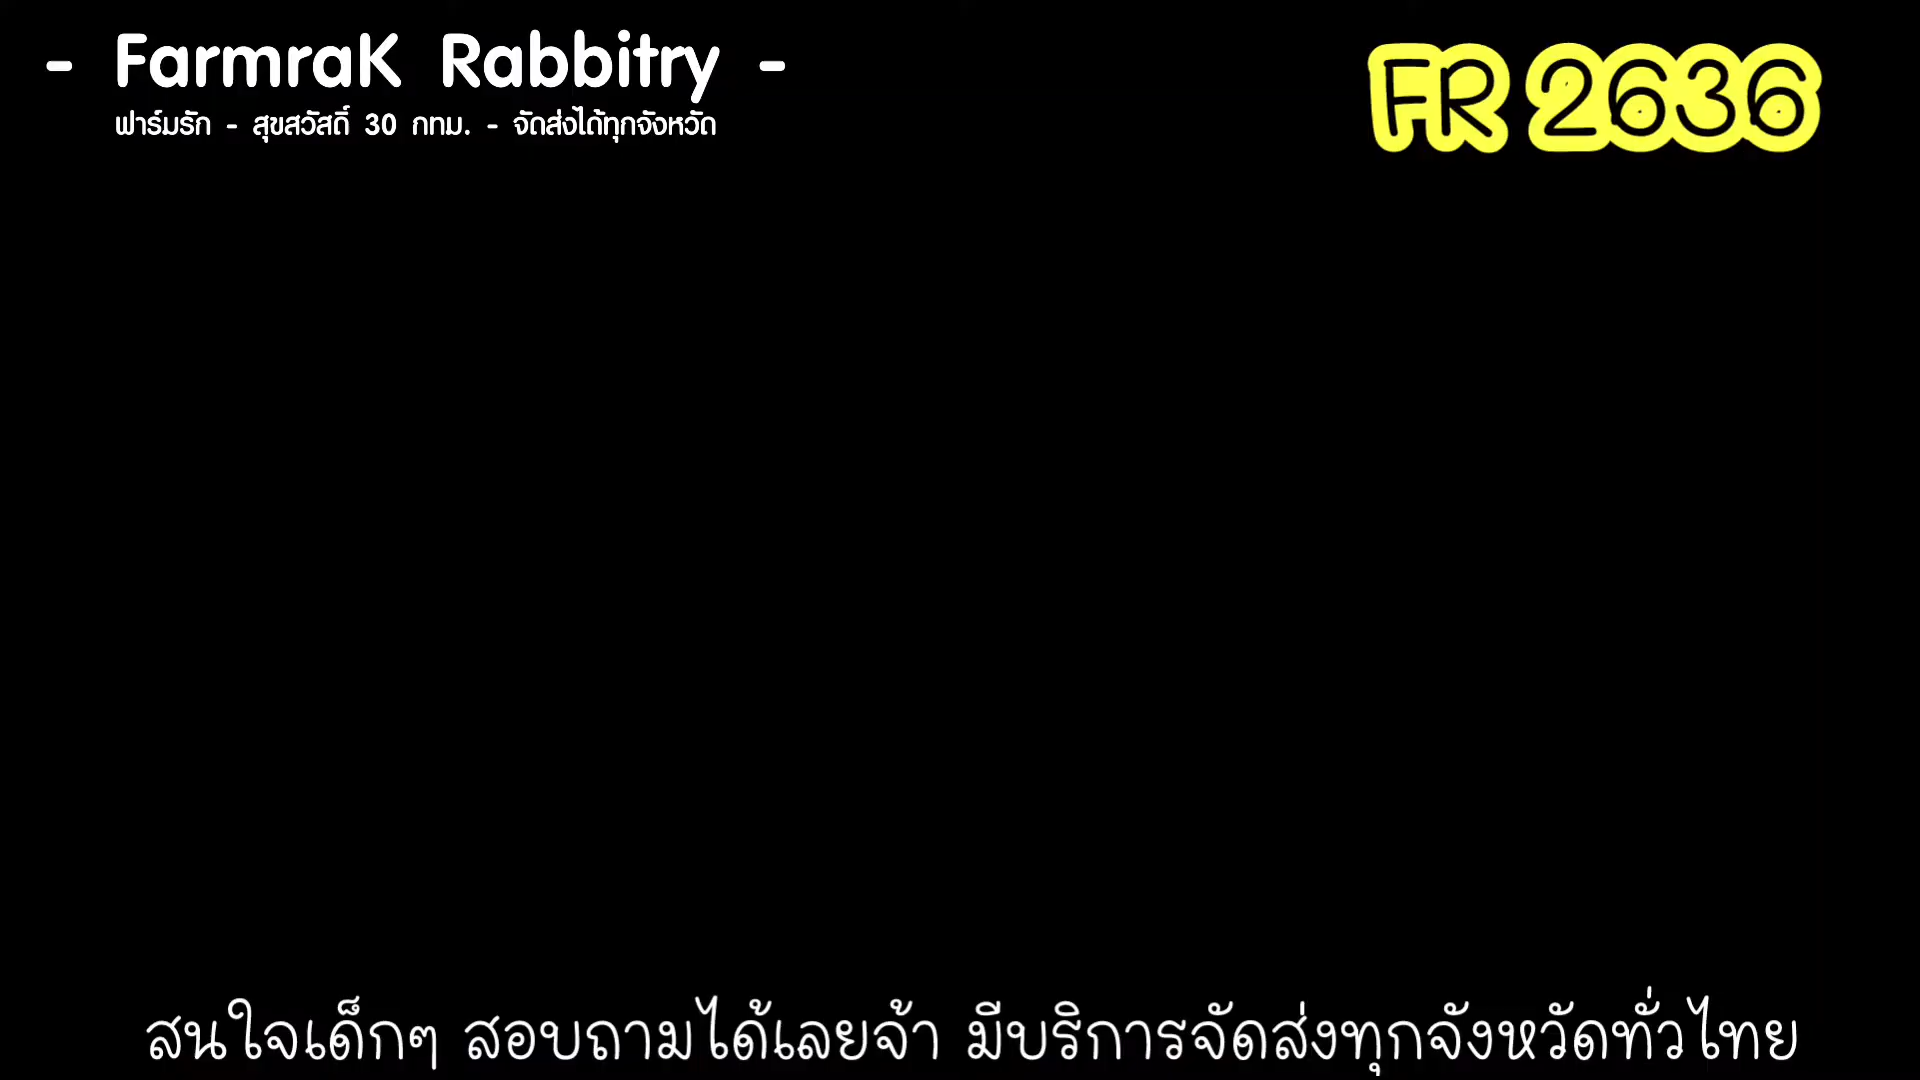 - FarmraK Rabbitry -
FR 2636
ฟาร์มรัก - สุขสวัสดิ์ 30 กทม. - จัดส่งได้ทุกจังหวัด
สนใจเด็กๆ สอบถามได้เลยจ้า มีบริการจัดส่งทุกจังหวัดทั่วไทย